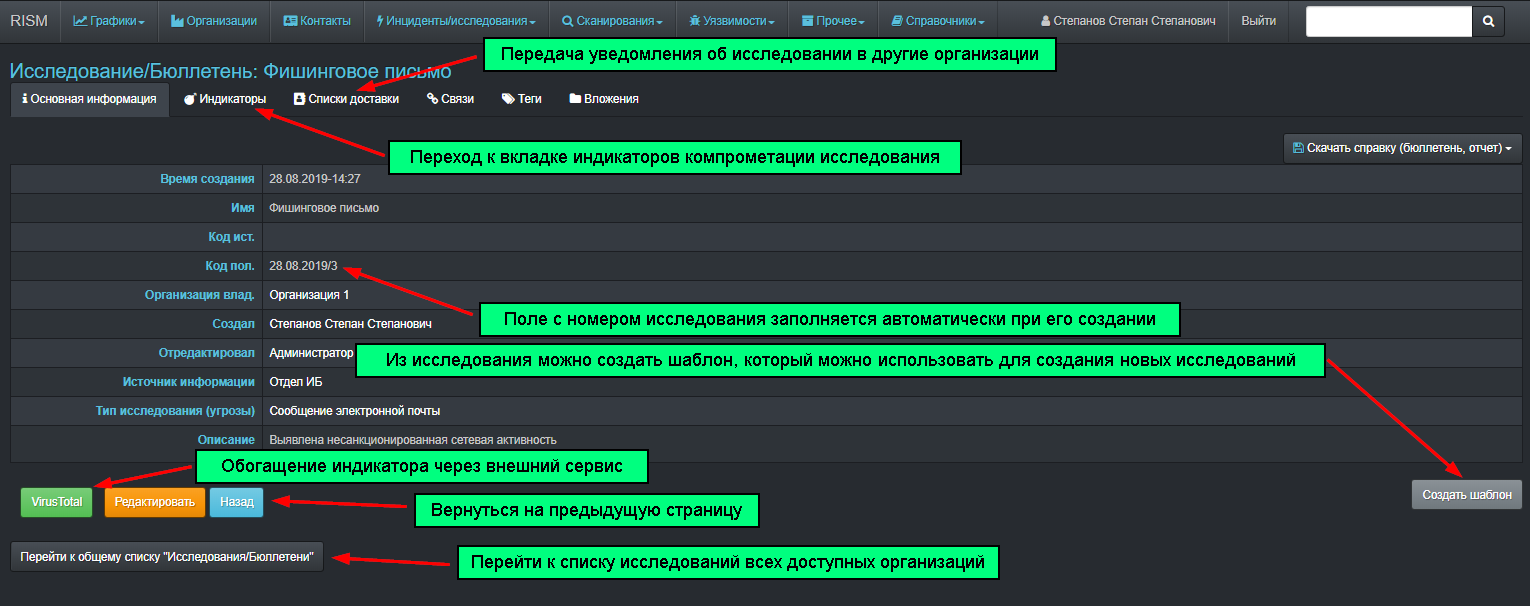 RISM Графики Организации Контакты Инциденты/исследования Сканирования Уязвимости Прочее Справочники Степанов Степан Степанович Выйти
Передача уведомления об исследовании в другие организации
Исследование/Бюллетень: Фишинговое письмо
Основная информация Индикаторы Списки доставки Связи Теги Вложения
Переход к вкладке индикаторов компрометации исследования
Скачать справку (бюллетень, отчет)
Время создания 28.08.2019-14:27
Имя Фишинговое письмо
Код ист.
Код пол. 28.08.2019/3
Организация влад. Организация 1
Поле с номером исследования заполняется автоматически при его создании
Создал Степанов Степан Степанович
Отредактировал Администратор
Из исследования можно создать шаблон, который можно использовать для создания новых исследований
Источник информации Отдел ИБ
Тип исследования (угрозы) Сообщение электронной почты
Описание Выявлена несанкционированная сетевая активность
Обогащение индикатора через внешний сервис
VirusTotal Редактировать Назад Создать шаблон
Вернуться на предыдущую страницу
Перейти к общему списку "Исследования/Бюллетени"
Перейти к списку исследований всех доступных организаций